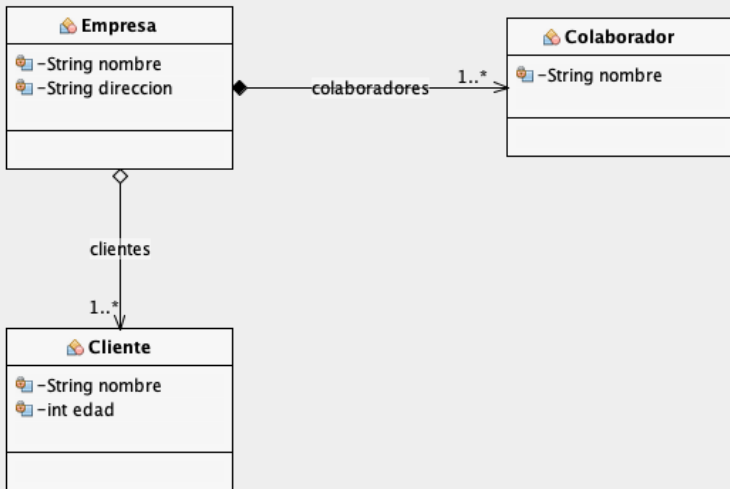 Empresa
-String nombre
-String direccion
colaboradores
1..*
Colaborador
-String nombre
clientes
1..*
Cliente
-String nombre
-int edad